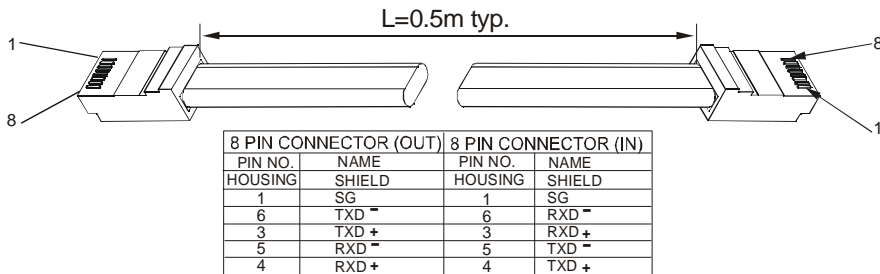 L=0.5m typ.
1
8
8
1
8 PIN CONNECTOR (OUT) 8 PIN CONNECTOR (IN)
PIN NO. NAME PIN NO. NAME
HOUSING SHIELD HOUSING SHIELD
1 SG 1 SG
6 TXD - 6 RXD -
3 TXD + 3 RXD +
5 RXD - 5 TXD -
4 RXD + 4 TXD +